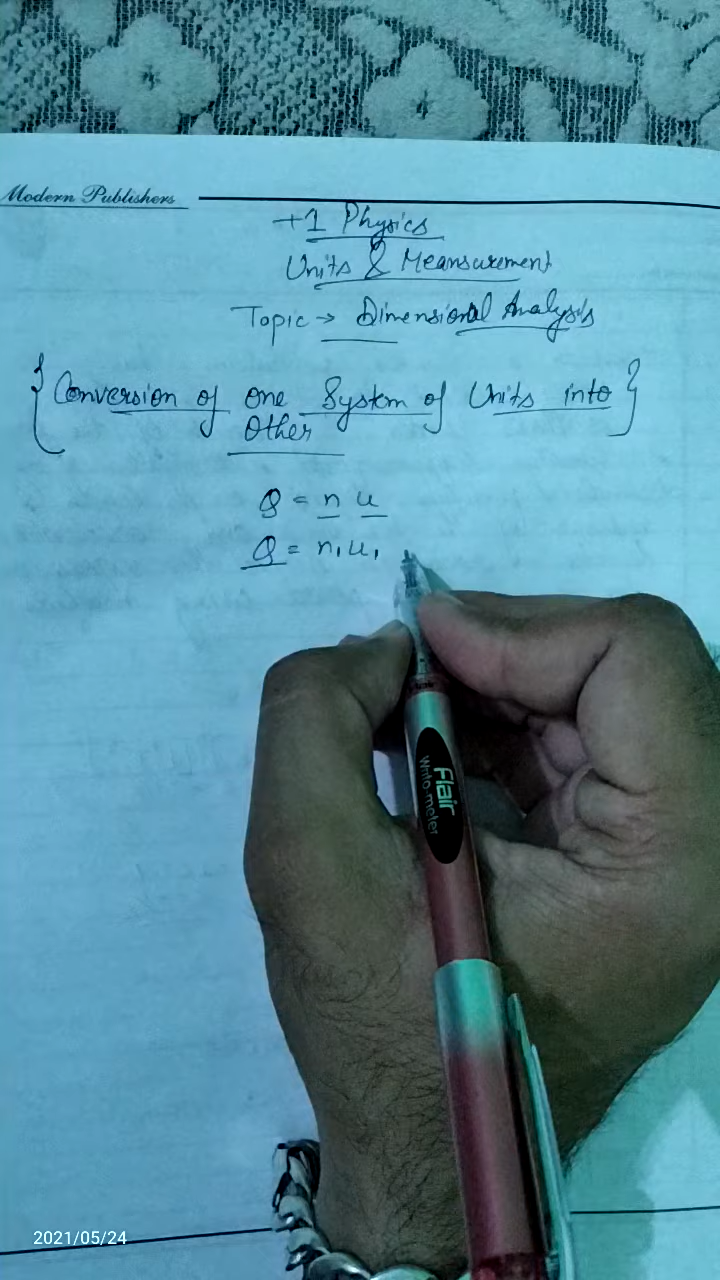 Modern Publishers
+1 Physics
Units & Meansurement
Topic → Dimensional Analysis
{Conversion of one System of Units into
Other}
Q = n u
Q = n₁u₁
Flair
Writo-meter
2021/05/24